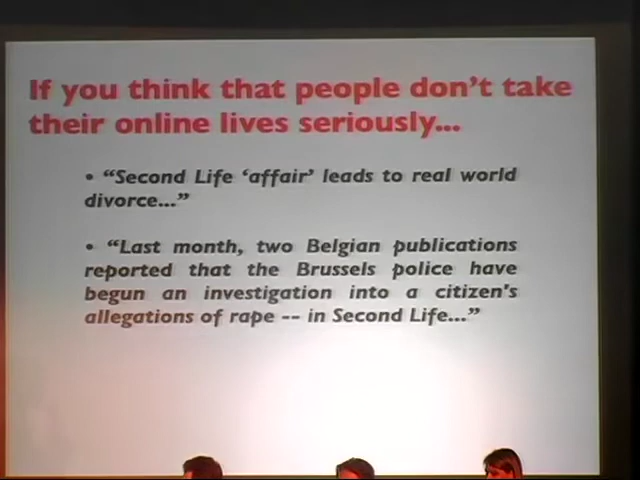 If you think that people don't take
their online lives seriously...
• “Second Life ‘affair’ leads to real world
divorce...”
• “Last month, two Belgian publications
reported that the Brussels police have
begun an investigation into a citizen's
allegations of rape -- in Second Life...”